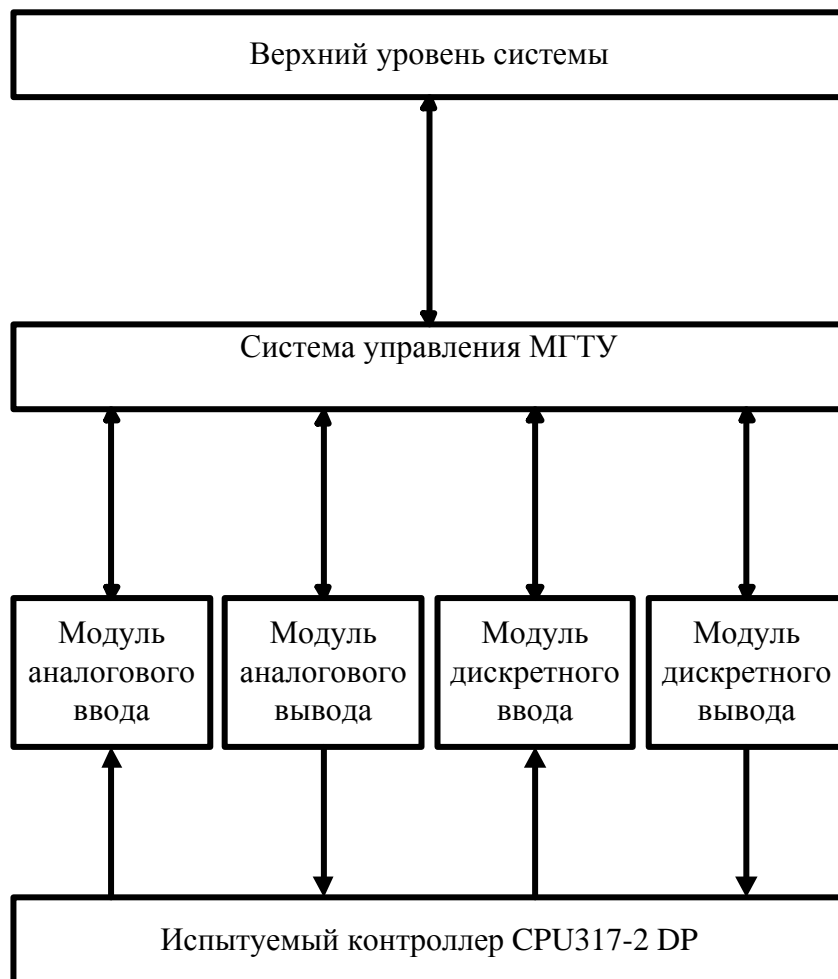 Верхний уровень системы
Система управления МГТУ
Модуль
аналогового
ввода
Модуль
аналогового
вывода
Модуль
дискретного
ввода
Модуль
дискретного
вывода
Испытуемый контроллер CPU317-2 DP